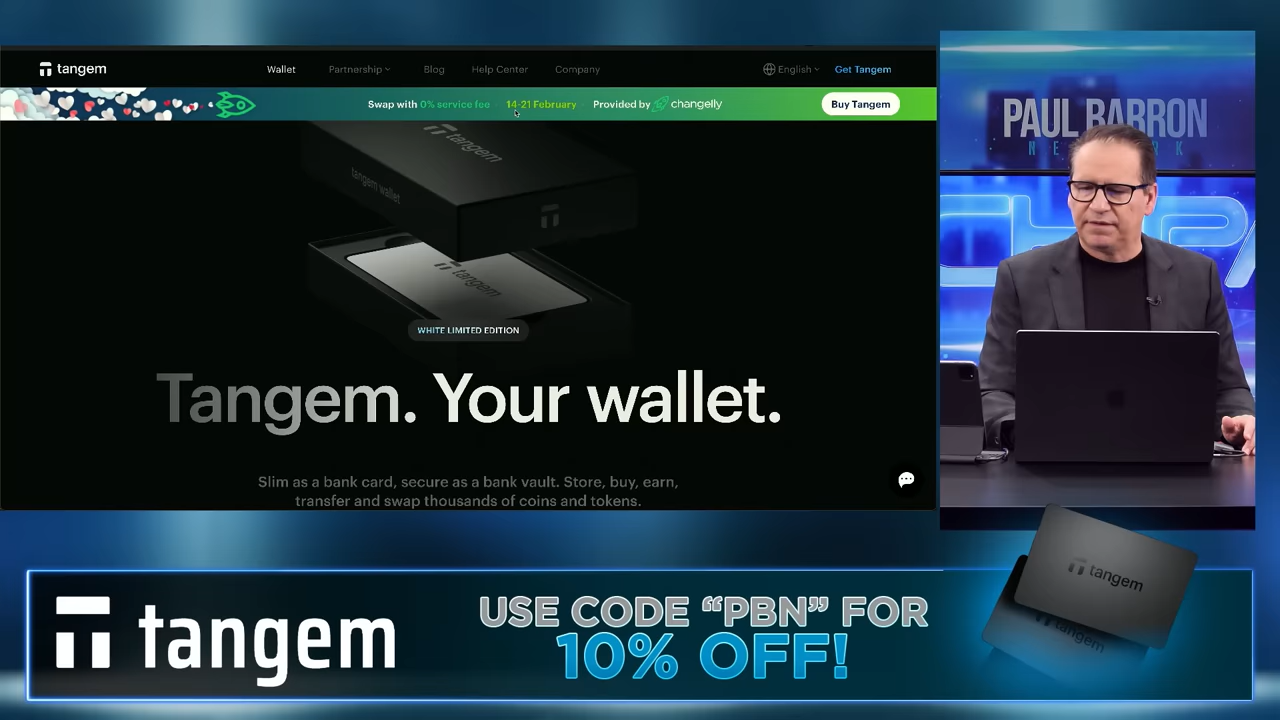 tangem
Wallet
Partnership
Blog
Help Center
Company
English
Get Tangem
Swap with 0% service fee
14-21 February
Provided by changelly
Buy Tangem
tangem
tangem wallet
tangem
WHITE LIMITED EDITION
Tangem. Your wallet.
Slim as a bank card, secure as a bank vault. Store, buy, earn,
transfer and swap thousands of coins and tokens.
PAUL BARRON
tangem
USE CODE “PBN” FOR
10% OFF!
tangem
tangem